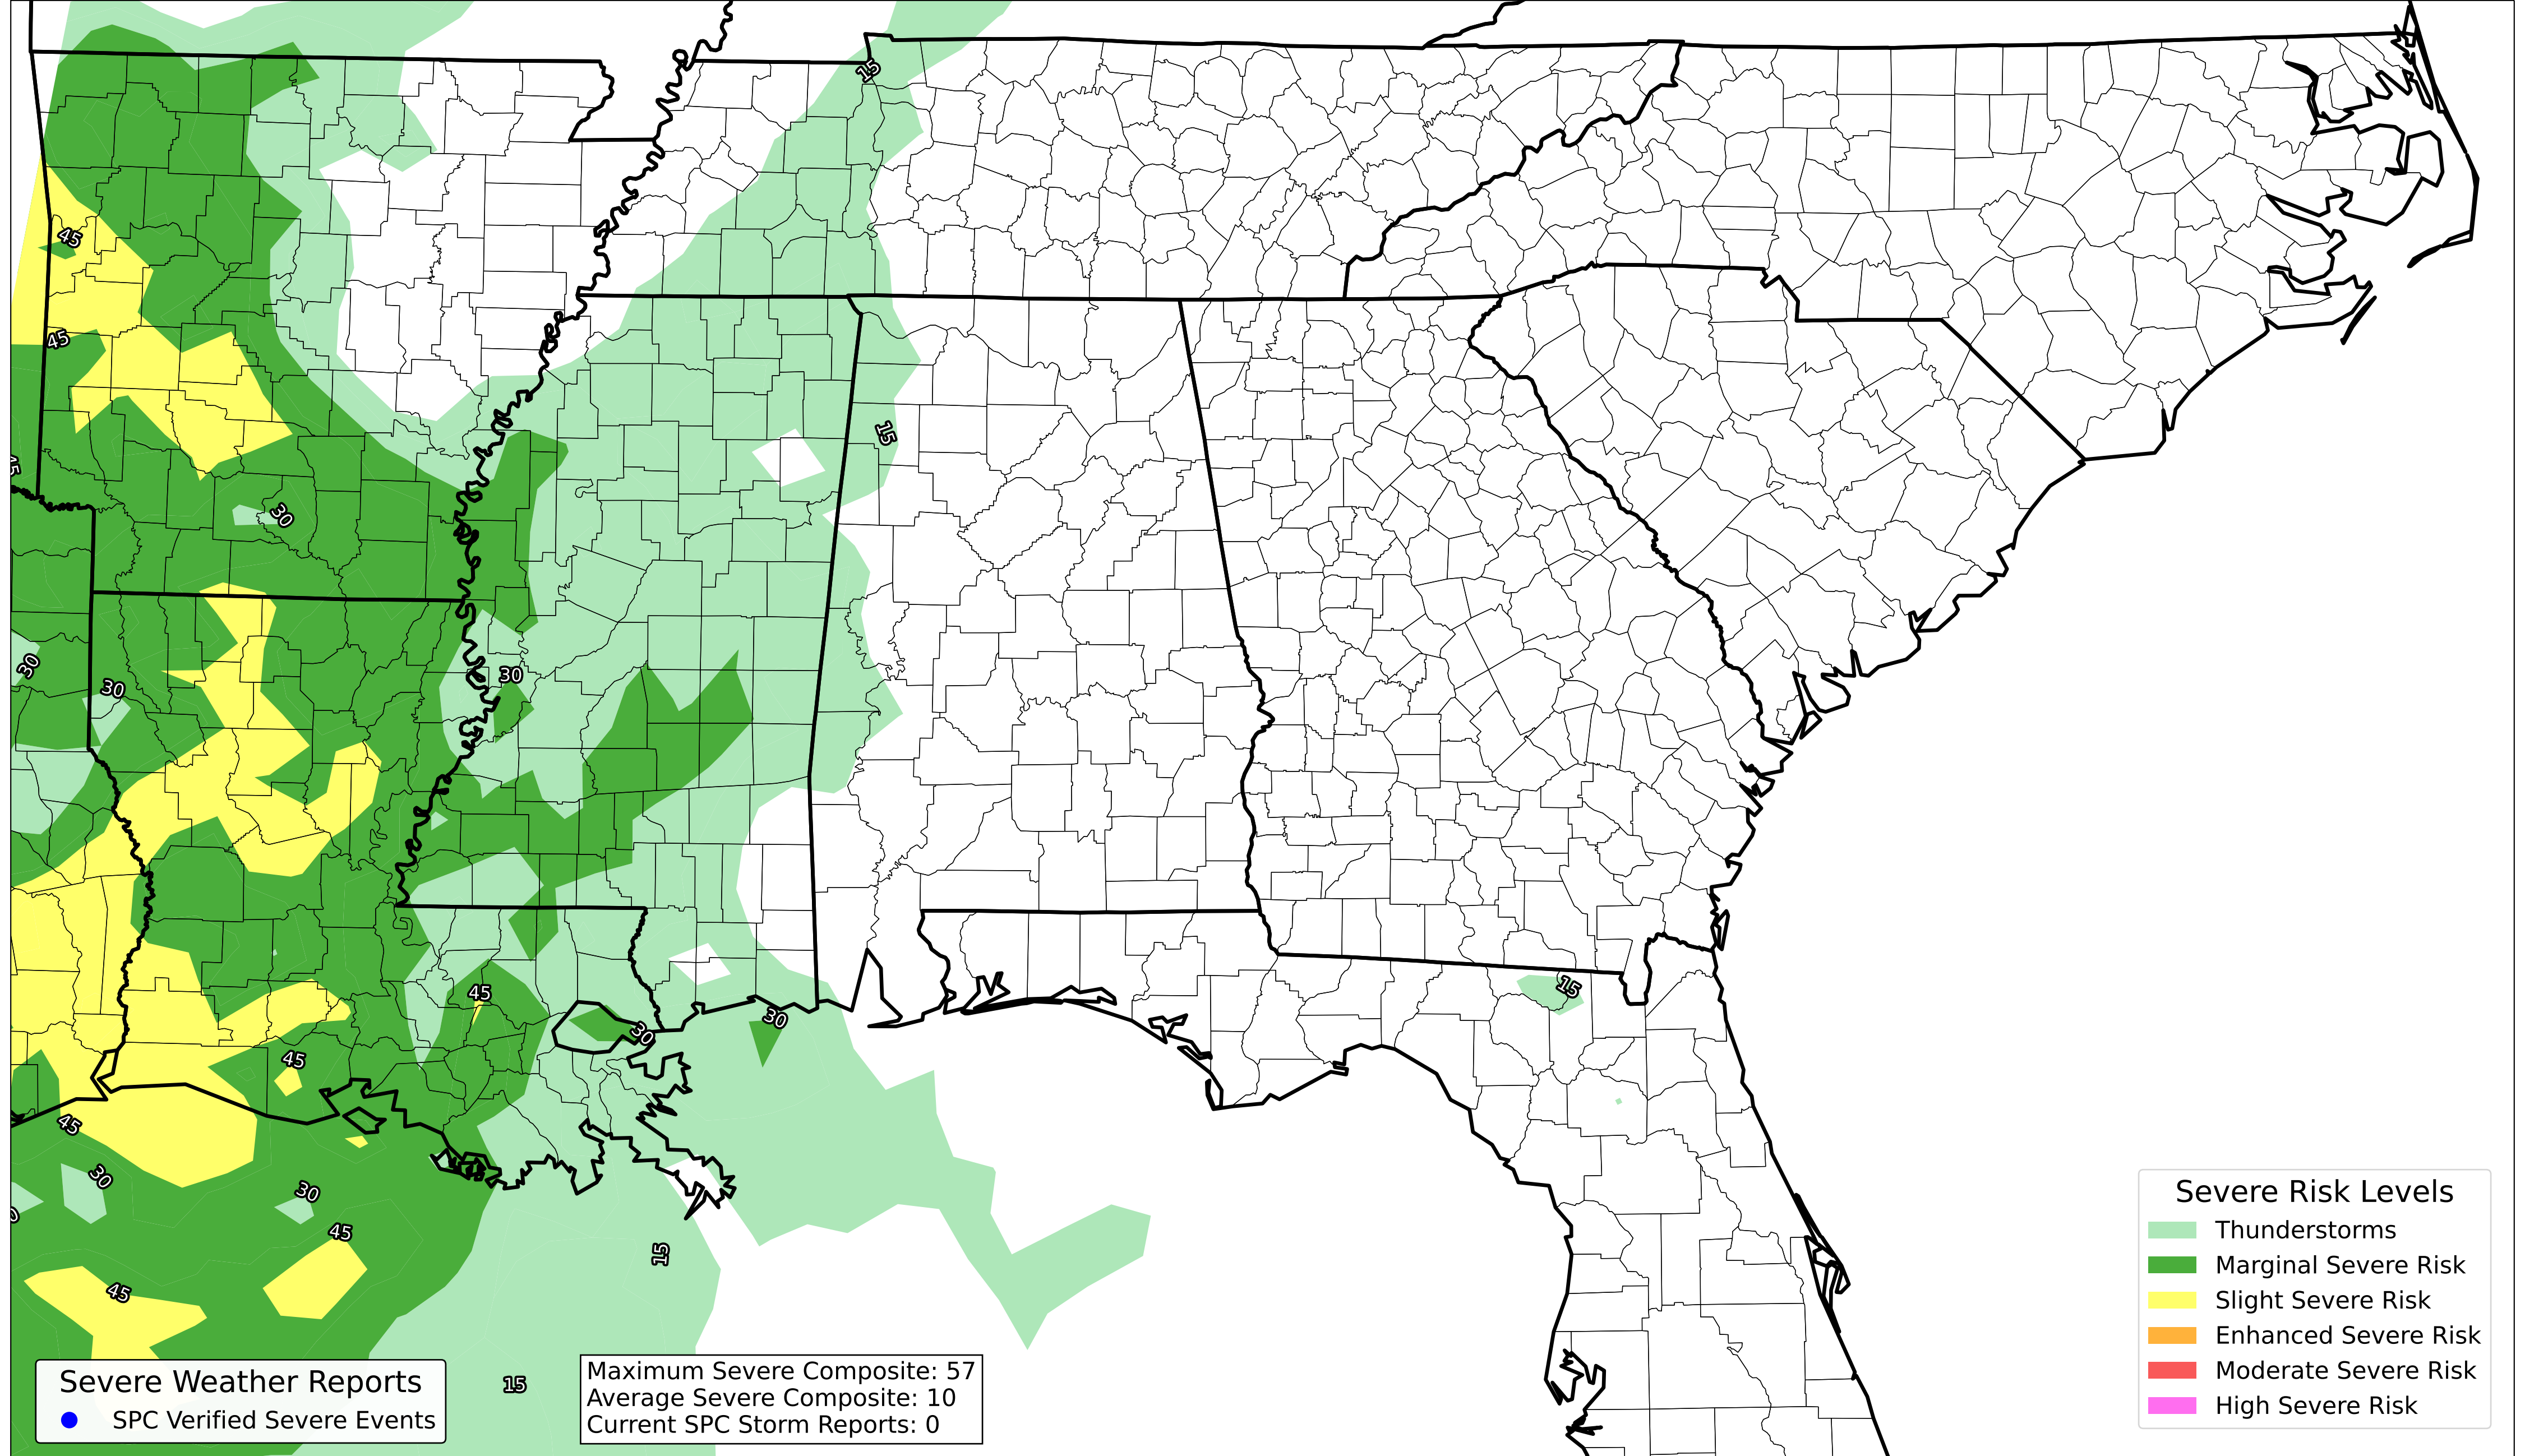 15
45
45
15
45
30
30
30
30
45
15
30
30
45
45
30
30
45
15
45
15
Severe Risk Levels
Thunderstorms
Marginal Severe Risk
Slight Severe Risk
Enhanced Severe Risk
Moderate Severe Risk
High Severe Risk
Severe Weather Reports
SPC Verified Severe Events
Maximum Severe Composite: 57
Average Severe Composite: 10
Current SPC Storm Reports: 0